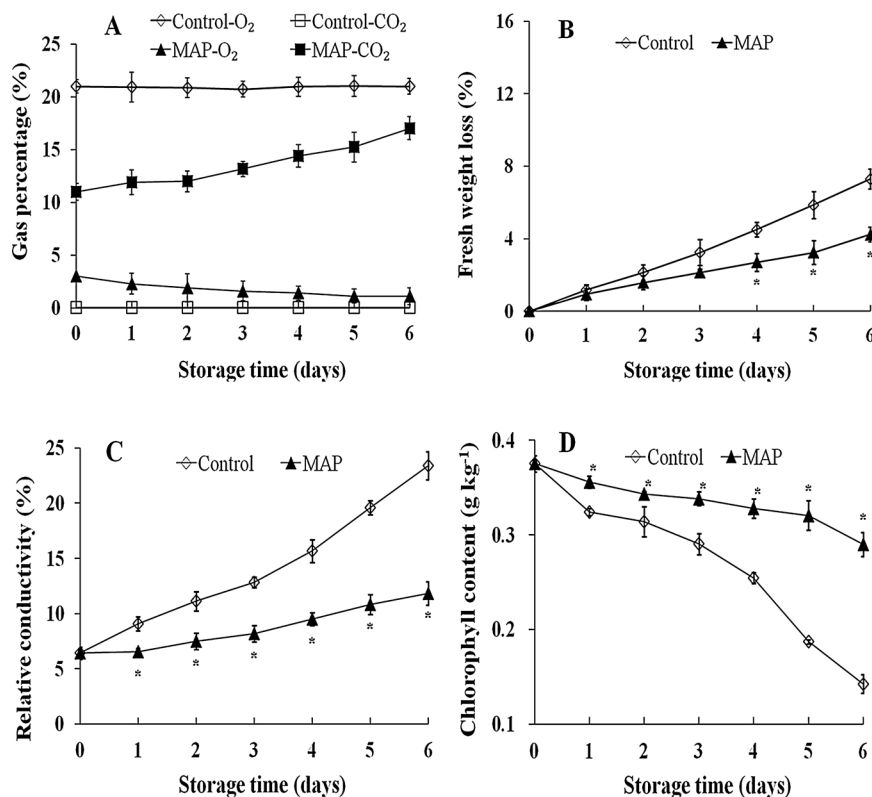 A
Control-O₂
Control-CO₂
MAP-O₂
MAP-CO₂
Gas percentage (%)
25
20
15
10
5
0
0 1 2 3 4 5 6
Storage time (days)
B
Control
MAP
Fresh weight loss (%)
16
12
8
4
0
* * *
0 1 2 3 4 5 6
Storage time (days)
C
Control
MAP
Relative conductivity (%)
25
20
15
10
5
0
* * * * * *
0 1 2 3 4 5 6
Storage time (days)
D
Control
MAP
Chlorophyll content (g kg⁻¹)
0.4
0.3
0.2
0.1
* * * * * *
0 1 2 3 4 5 6
Storage time (days)